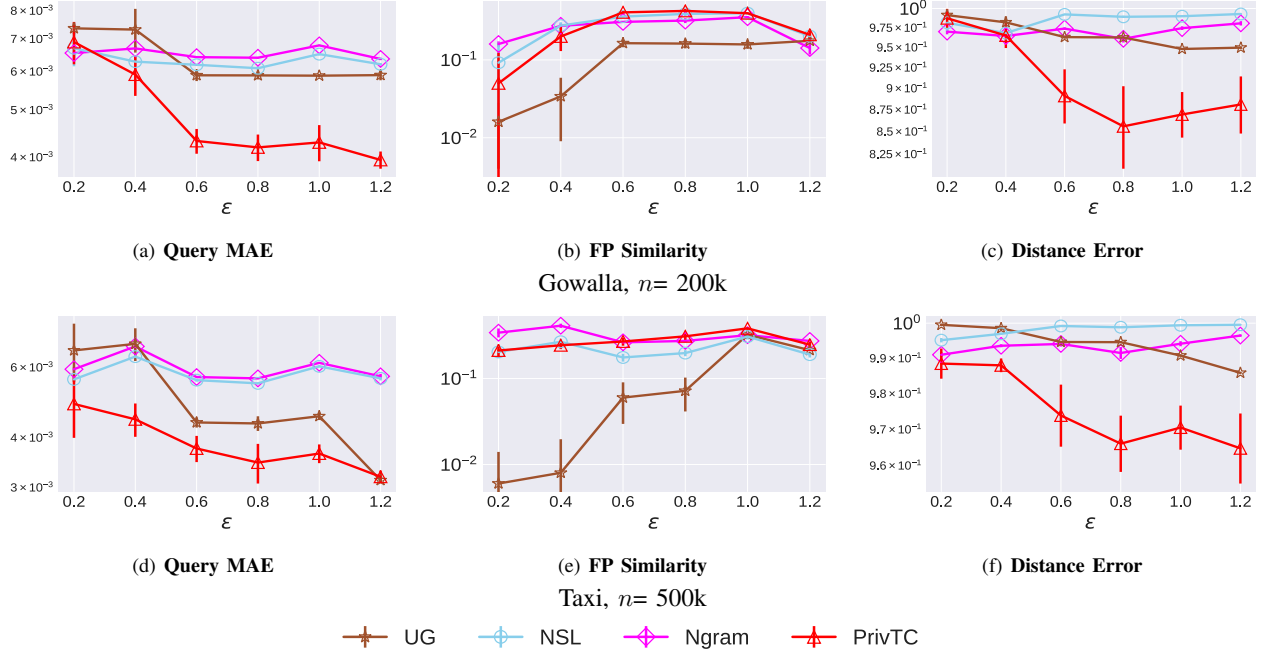 8 × 10⁻³
7 × 10⁻³
6 × 10⁻³
5 × 10⁻³
4 × 10⁻³
0.2 0.4 0.6 0.8 1.0 1.2
ε
(a) Query MAE
10⁻¹
10⁻²
0.2 0.4 0.6 0.8 1.0 1.2
ε
(b) FP Similarity
10⁰
9.75 × 10⁻¹
9.5 × 10⁻¹
9.25 × 10⁻¹
9 × 10⁻¹
8.75 × 10⁻¹
8.5 × 10⁻¹
8.25 × 10⁻¹
0.2 0.4 0.6 0.8 1.0 1.2
ε
(c) Distance Error
Gowalla, n= 200k
6 × 10⁻³
4 × 10⁻³
3 × 10⁻³
0.2 0.4 0.6 0.8 1.0 1.2
ε
(d) Query MAE
10⁻¹
10⁻²
0.2 0.4 0.6 0.8 1.0 1.2
ε
(e) FP Similarity
10⁰
9.9 × 10⁻¹
9.8 × 10⁻¹
9.7 × 10⁻¹
9.6 × 10⁻¹
0.2 0.4 0.6 0.8 1.0 1.2
ε
(f) Distance Error
Taxi, n= 500k
UG NSL Ngram PrivTC